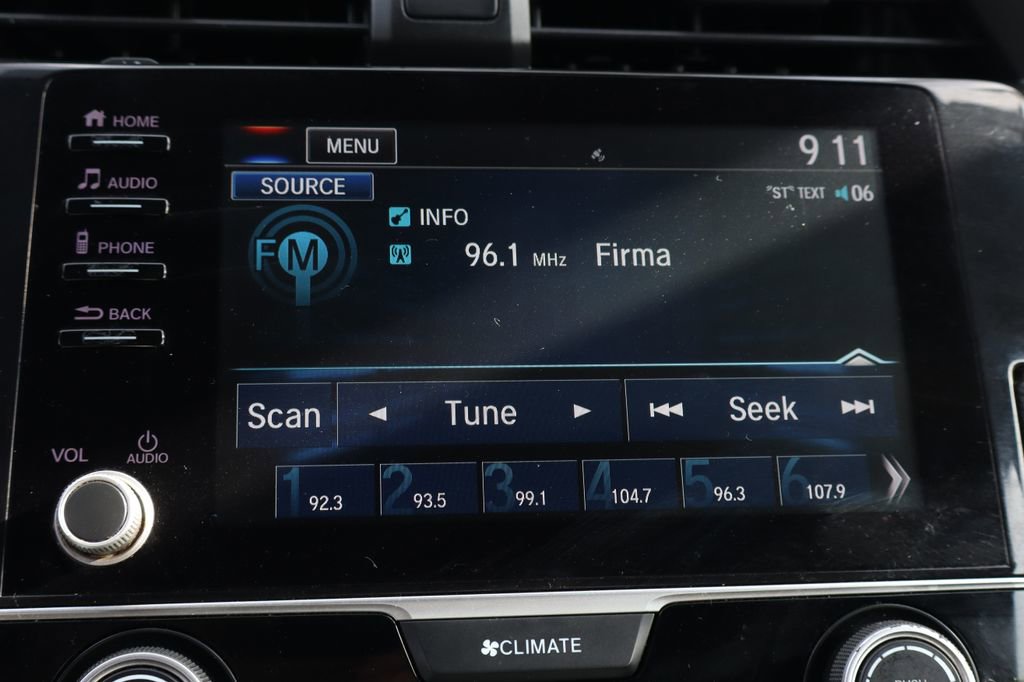 HOME
AUDIO
PHONE
BACK
VOL
AUDIO
MENU
9 11
SOURCE
"ST" TEXT 06
FM
INFO
96.1 MHz Firma
Scan Tune Seek
1 92.3 2 93.5 3 99.1 4 104.7 5 96.3 6 107.9
CLIMATE